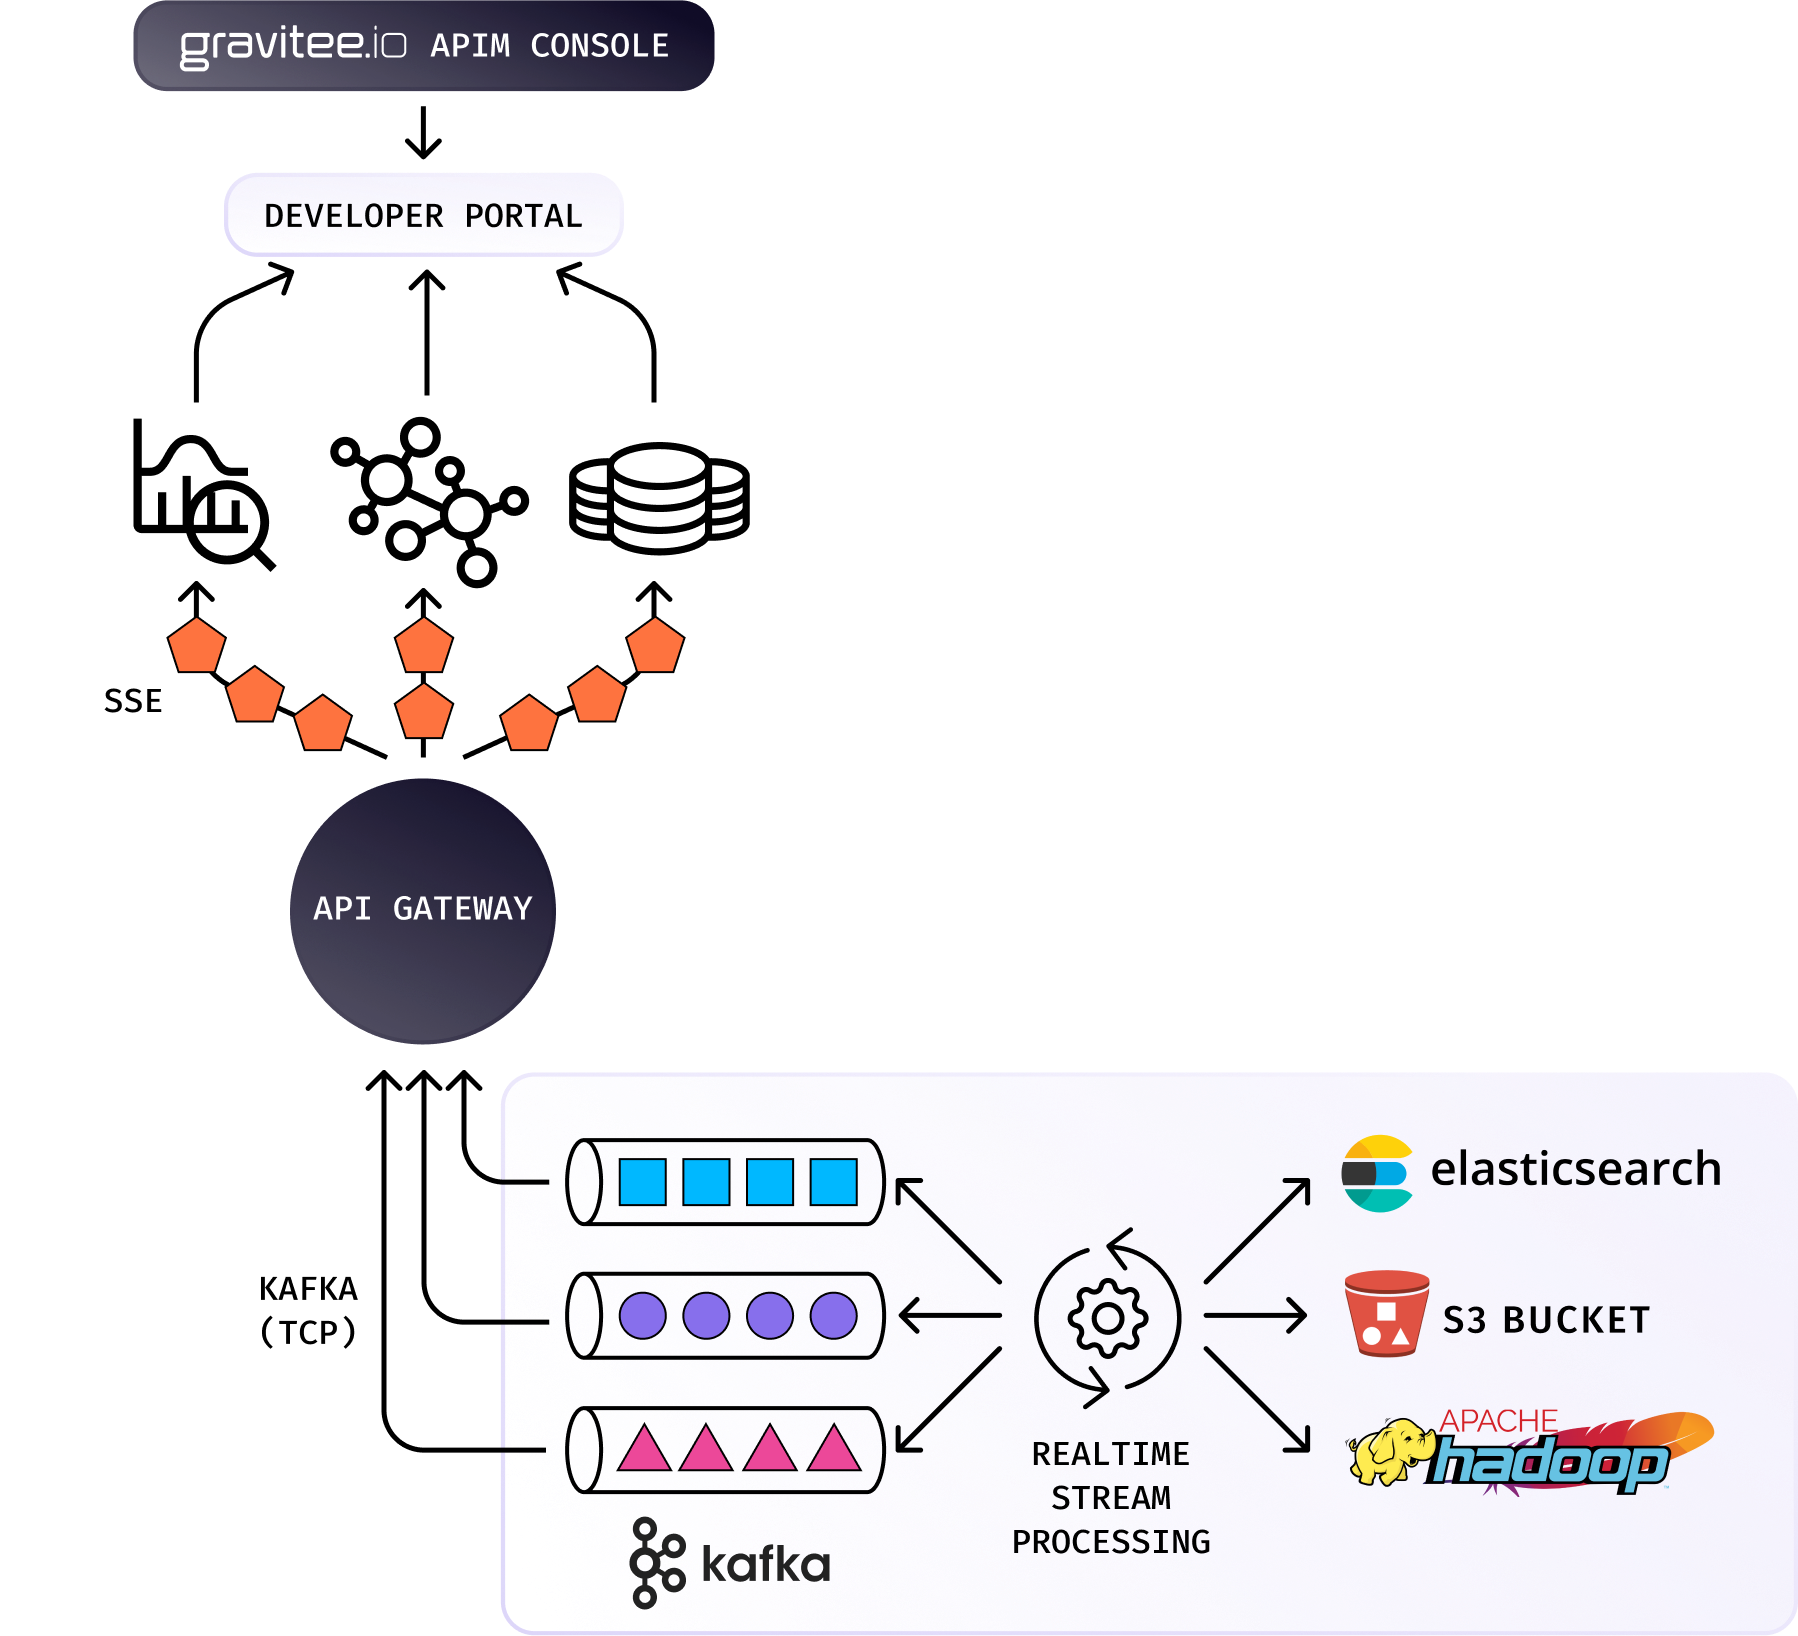 gravitee.io APIM CONSOLE
DEVELOPER PORTAL
SSE
API GATEWAY
KAFKA
(TCP)
kafka
REALTIME
STREAM
PROCESSING
elasticsearch
S3 BUCKET
APACHE
hadoop